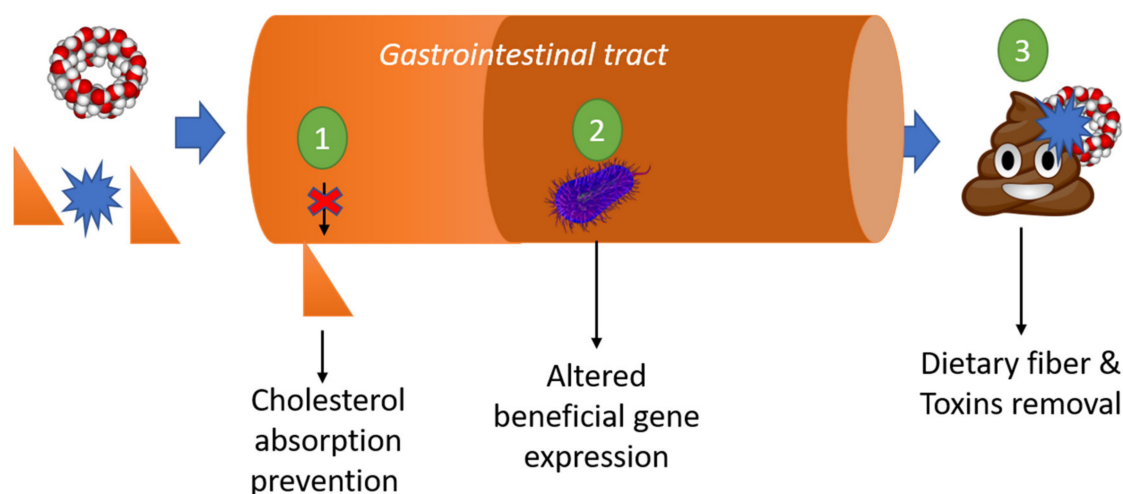 Gastrointestinal tract
1
2
3
Cholesterol
absorption
prevention
Altered
beneficial gene
expression
Dietary fiber &
Toxins removal